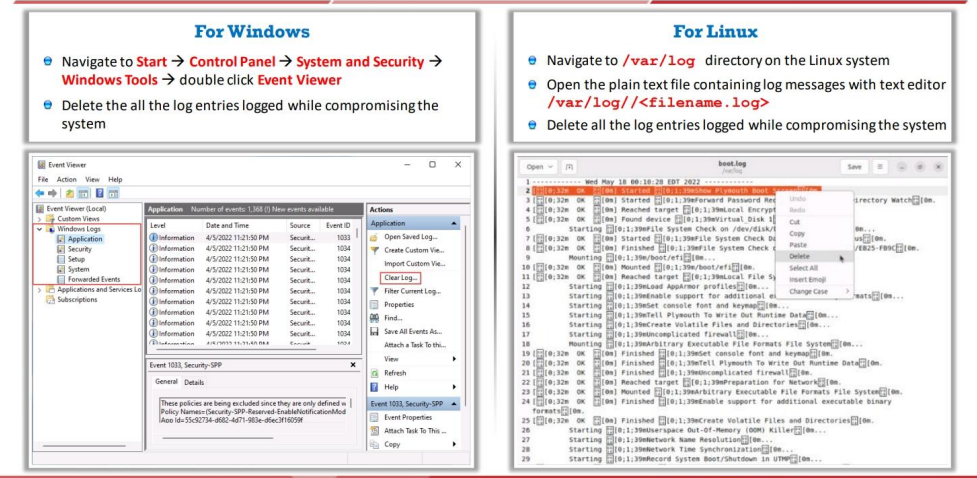 For Windows
Navigate to Start → Control Panel → System and Security →
Windows Tools → double click Event Viewer
Delete the all the log entries logged while compromising the
system
For Linux
Navigate to /var/log directory on the Linux system
Open the plain text file containing log messages with text editor
/var/log//<filename.log>
Delete all the log entries logged while compromising the system
Event Viewer
File Action View Help
Event Viewer (Local)
Custom Views
Windows Logs
Application
Security
Setup
System
Forwarded Events
Applications and Services Lo
Subscriptions
Application Number of events: 1,368 (!) New events available
Level Date and Time Source Event ID
Information 4/5/2022 11:21:50 PM Securit... 1033
Information 4/5/2022 11:21:50 PM Securit... 1034
Information 4/5/2022 11:21:50 PM Securit... 1034
Information 4/5/2022 11:21:50 PM Securit... 1034
Information 4/5/2022 11:21:50 PM Securit... 1034
Information 4/5/2022 11:21:50 PM Securit... 1034
Information 4/5/2022 11:21:50 PM Securit... 1034
Information 4/5/2022 11:21:50 PM Securit... 1034
Information 4/5/2022 11:21:50 PM Securit... 1034
Event 1033, Security-SPP
General Details
These policies are being excluded since they are only defined w
Policy Names=(Security-SPP-Reserved-EnableNotificationMod
App Id=55c92734-d682-4d71-983e-d6ec3f16059f
Actions
Application
Open Saved Log...
Create Custom Vie...
Import Custom Vie...
Clear Log...
Filter Current Log...
Properties
Find...
Save All Events As...
Attach a Task To thi...
View
Refresh
Help
Event 1033, Security-SPP
Event Properties
Attach Task To This...
Copy
Open
boot.log
/var/log
Save
1 ------------ Wed May 18 00:10:28 EDT 2022 ------------
2 [[0;32m OK [0m] Started [0;1;39mShow Plymouth Boot
3 [[0;32m OK [0m] Started [0;1;39mForward Password Req irectory Watch[0m.
4 [[0;32m OK [0m] Reached target [0;1;39mLocal Encrypt
5 [[0;32m OK [0m] Found device [0;1;39mVirtual Disk 1
6 Starting [0;1;39mFile System Check on /dev/disk/ 0m...
7 [[0;32m OK [0m] Started [0;1;39mFile System Check Da us[0m.
8 [[0;32m OK [0m] Finished [0;1;39mFile System Check /EB25-FB9C[0m.
9 Mounting [0;1;39m/boot/efi[0m...
10 [[0;32m OK [0m] Mounted [0;1;39m/boot/efi[0m.
11 [[0;32m OK [0m] Reached target [0;1;39mLocal File Sy
12 Starting [0;1;39mLoad AppArmor profiles[0m...
13 Starting [0;1;39mEnable support for additional e rmats[0m...
14 Starting [0;1;39mSet console font and keymap[0m...
15 Starting [0;1;39mTell Plymouth To Write Out Runtime Data[0m...
16 Starting [0;1;39mCreate Volatile Files and Directories[0m...
17 Starting [0;1;39mUncomplicated firewall[0m...
18 Mounting [0;1;39mArbitrary Executable File Formats File System[0m...
19 [[0;32m OK [0m] Finished [0;1;39mSet console font and keymap[0m.
20 [[0;32m OK [0m] Finished [0;1;39mTell Plymouth To Write Out Runtime Data[0m.
21 [[0;32m OK [0m] Finished [0;1;39mUncomplicated firewall[0m.
22 [[0;32m OK [0m] Reached target [0;1;39mPreparation for Network[0m.
23 [[0;32m OK [0m] Mounted [0;1;39mArbitrary Executable File Formats File System[0m.
24 [[0;32m OK [0m] Finished [0;1;39mEnable support for additional executable binary
formats[0m.
25 [[0;32m OK [0m] Finished [0;1;39mCreate Volatile Files and Directories[0m.
26 Starting [0;1;39mUserspace Out-Of-Memory (OOM) Killer[0m...
27 Starting [0;1;39mNetwork Name Resolution[0m...
28 Starting [0;1;39mNetwork Time Synchronization[0m...
29 Starting [0;1;39mRecord System Boot/Shutdown in UTMP[0m...
Undo
Redo
Cut
Copy
Paste
Delete
Select All
Insert Emoji
Change Case